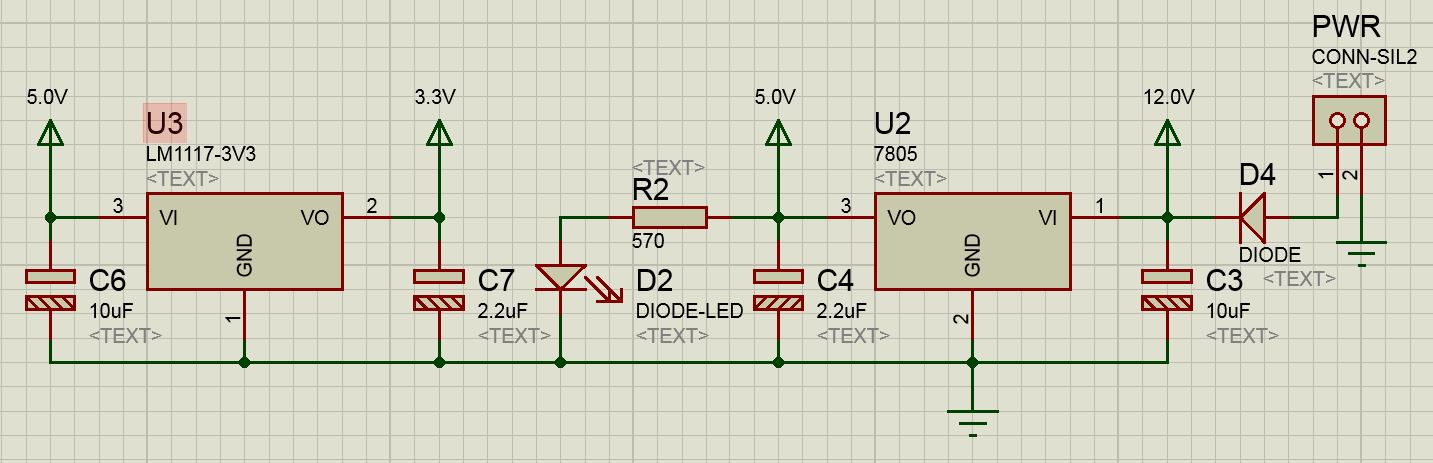 PWR
CONN-SIL2
<TEXT>
5.0V
3.3V
5.0V
12.0V
U3
LM1117-3V3
<TEXT>
U2
7805
<TEXT>
<TEXT>
R2
570
D4
DIODE
<TEXT>
1
2
3
VI
VO
2
GND
1
3
VO
VI
1
GND
2
C6
10uF
<TEXT>
C7
2.2uF
<TEXT>
D2
DIODE-LED
<TEXT>
C4
2.2uF
<TEXT>
C3
10uF
<TEXT>